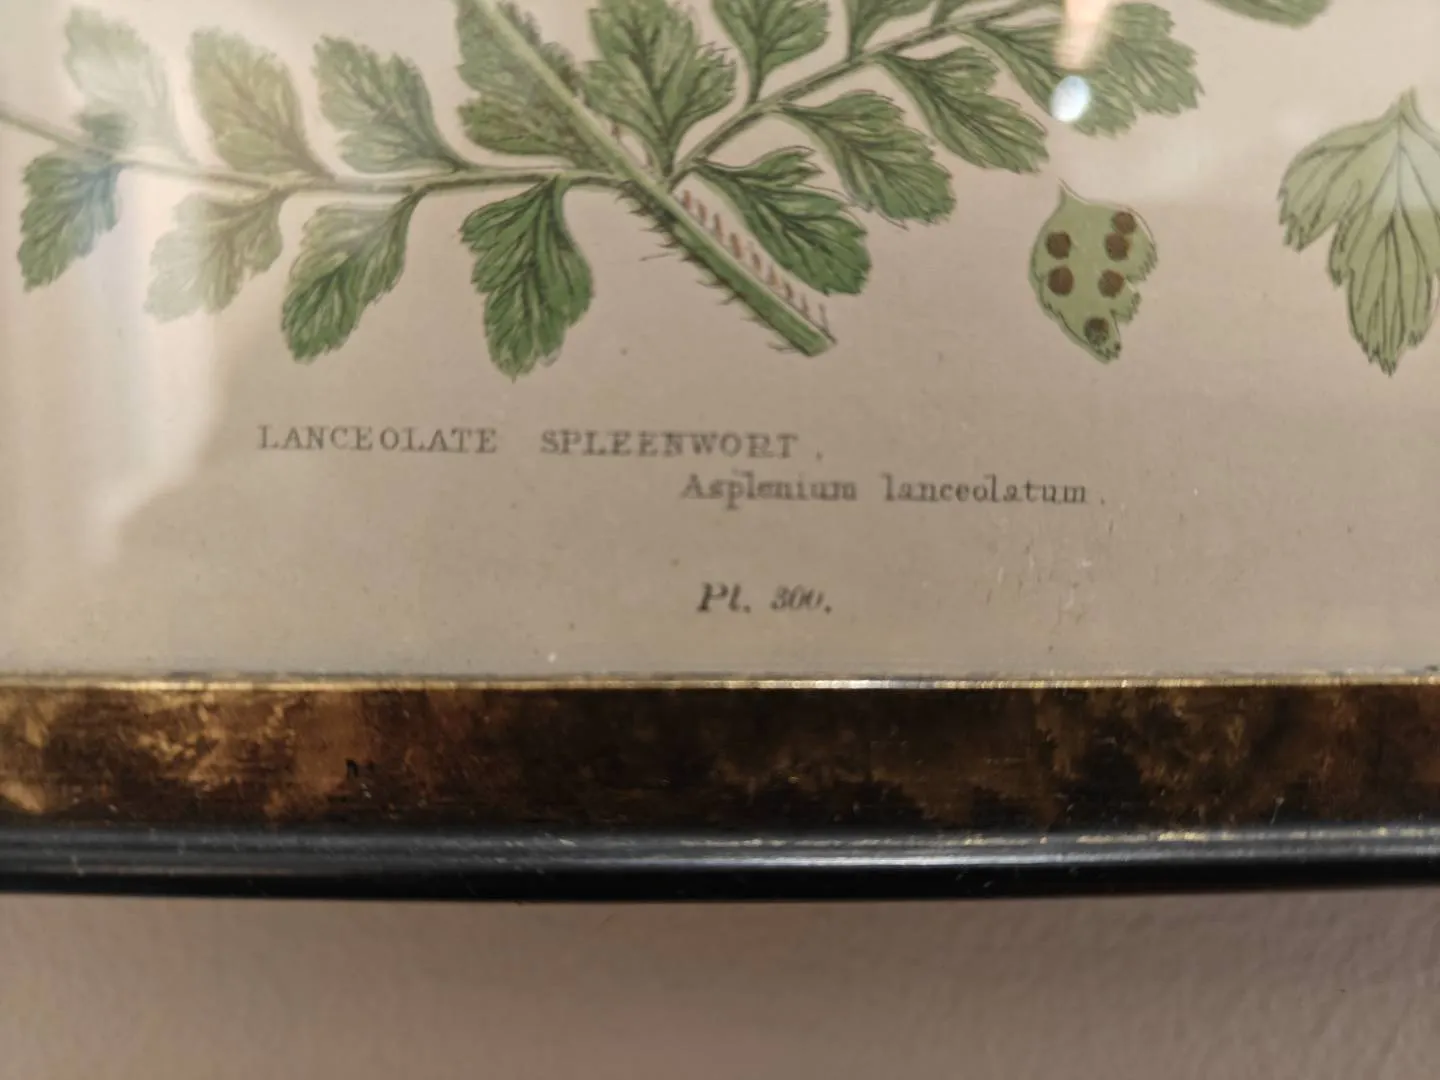 LANCEOLATE SPLEENWORT.
Asplenium lanceolatum.
Pl. 300.